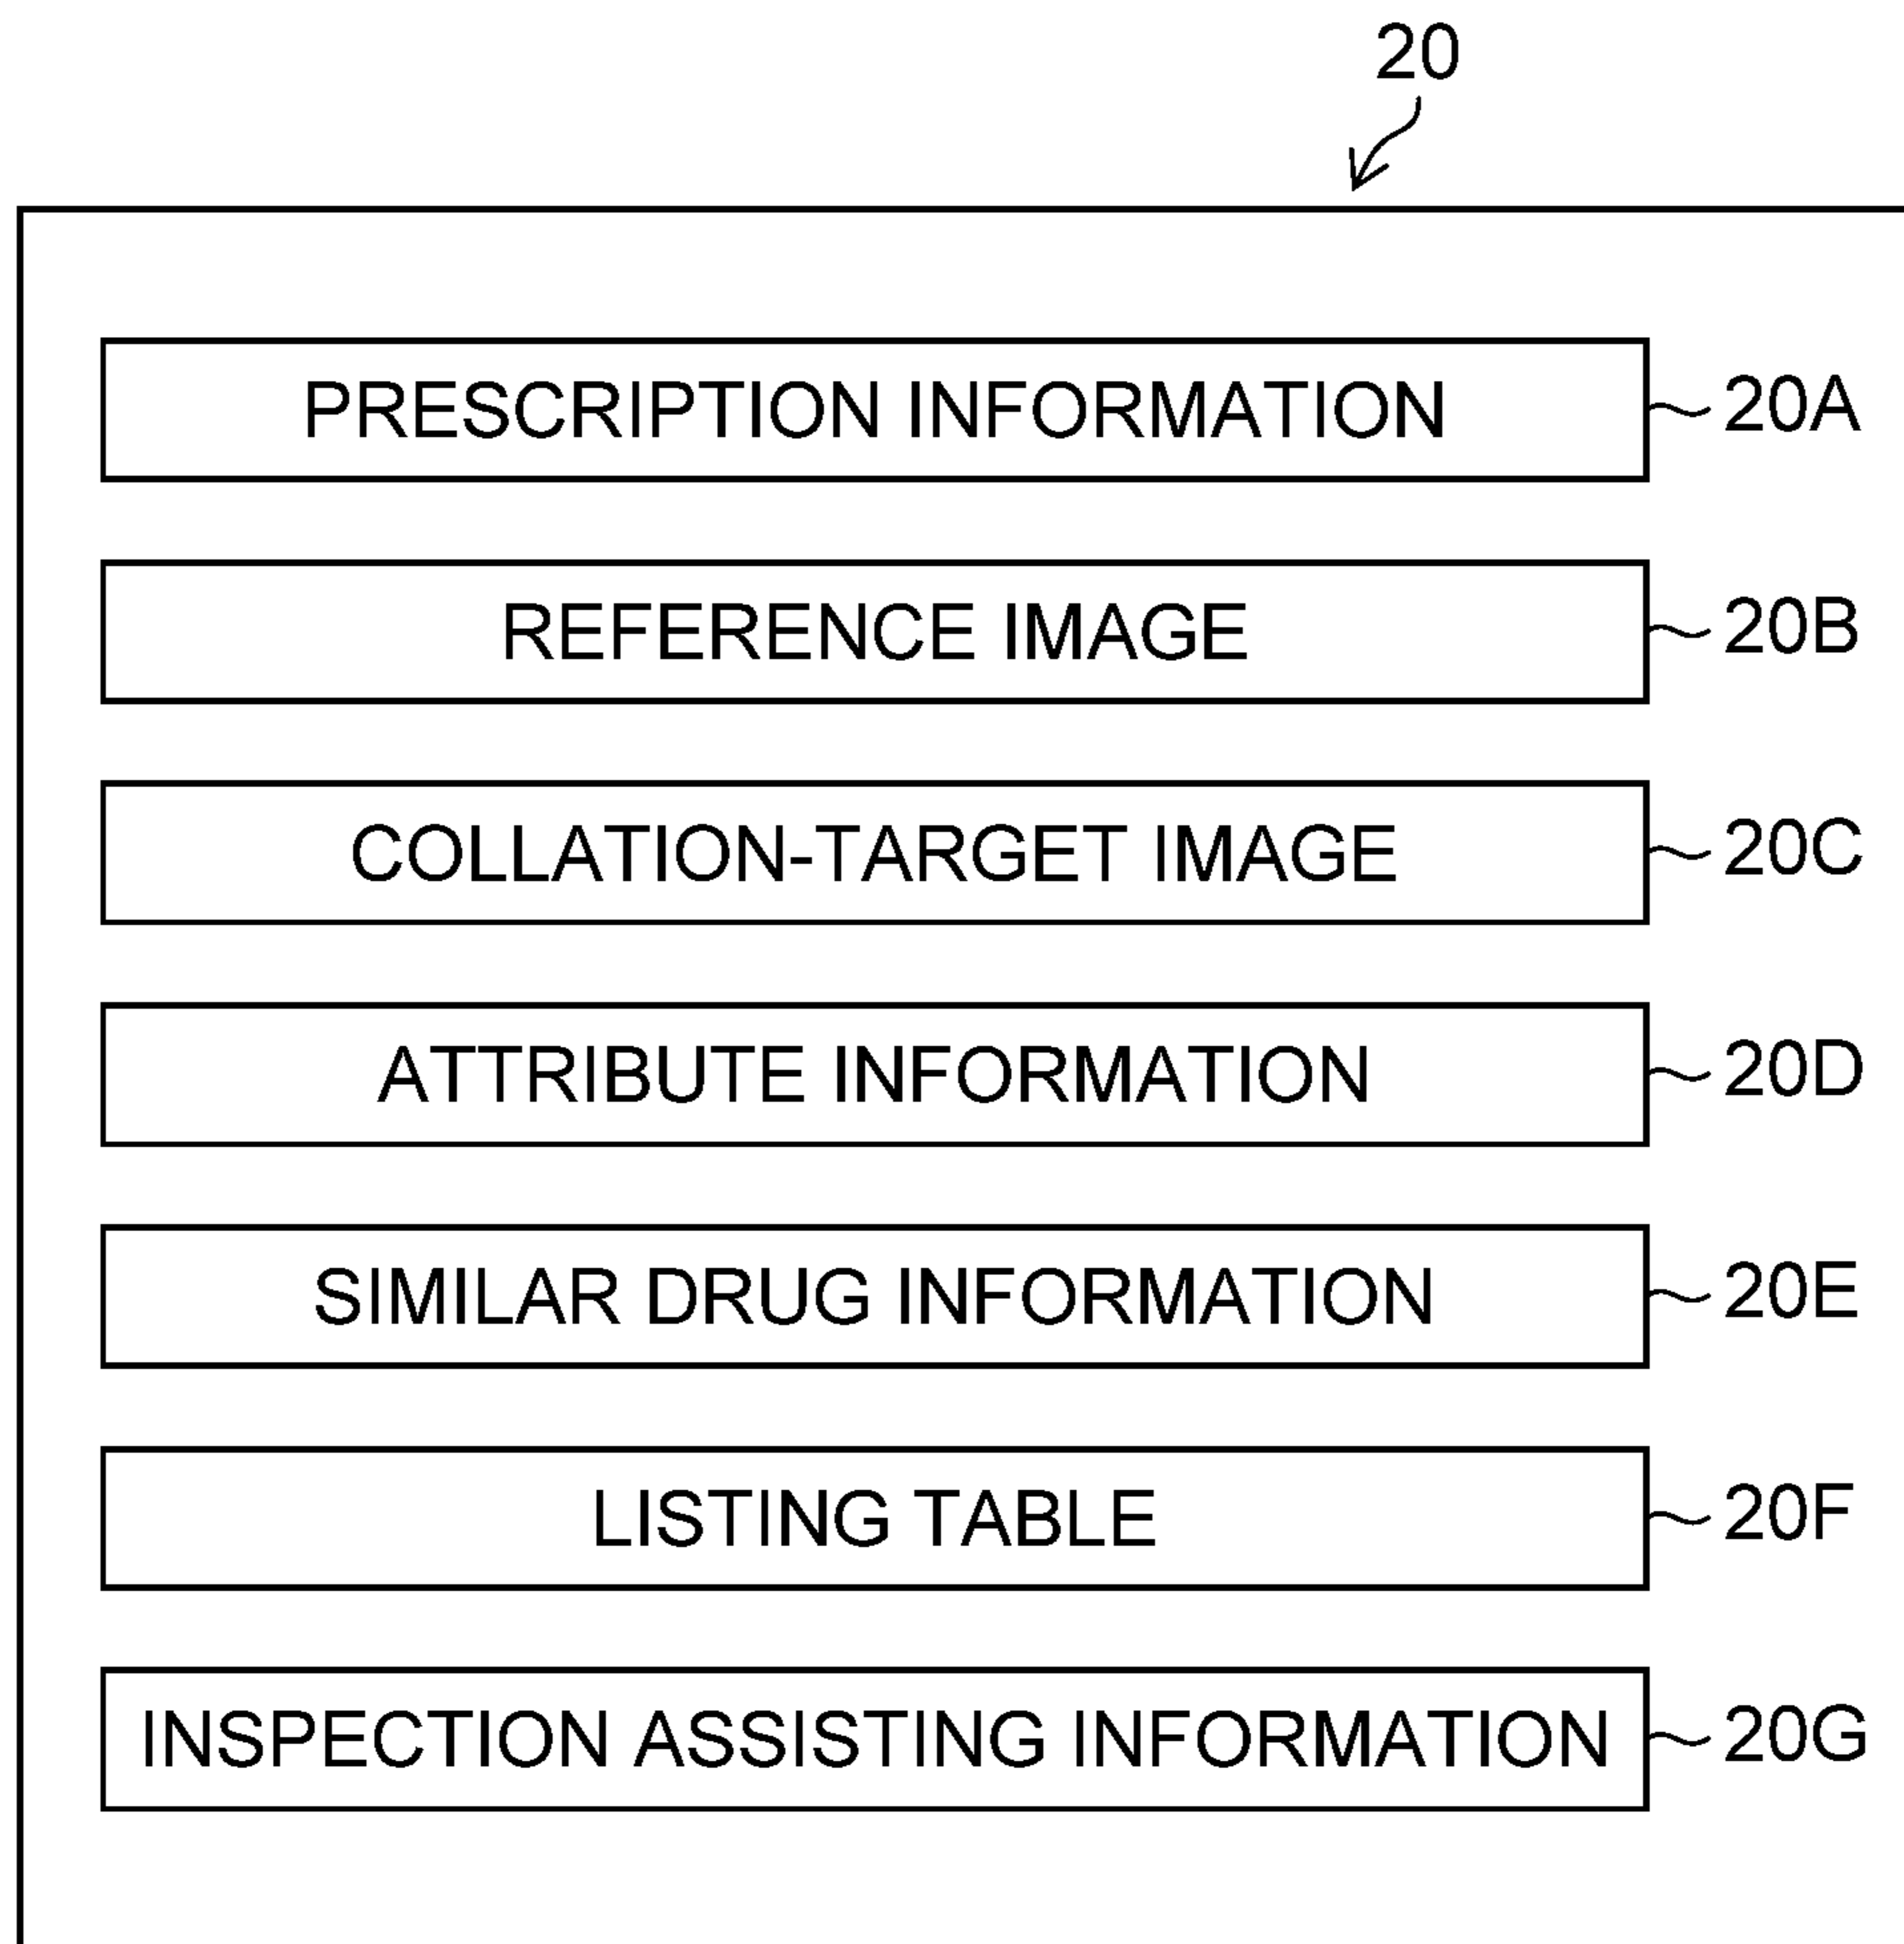 20
PRESCRIPTION INFORMATION 20A
REFERENCE IMAGE 20B
COLLATION-TARGET IMAGE 20C
ATTRIBUTE INFORMATION 20D
SIMILAR DRUG INFORMATION 20E
LISTING TABLE 20F
INSPECTION ASSISTING INFORMATION 20G